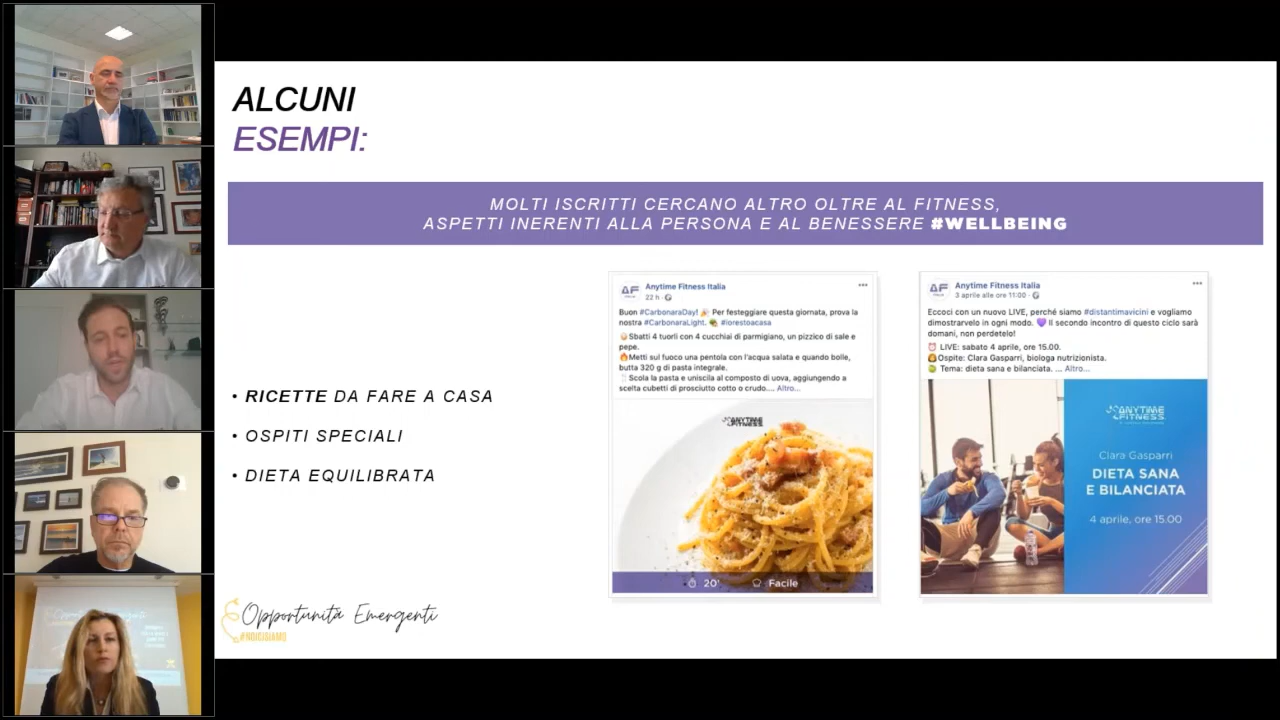 ALCUNI
ESEMPI:
MOLTI ISCRITTI CERCANO ALTRO OLTRE AL FITNESS,
ASPETTI INERENTI ALLA PERSONA E AL BENESSERE #WELLBEING
• RICETTE DA FARE A CASA
• OSPITI SPECIALI
• DIETA EQUILIBRATA
AF
Anytime Fitness Italia
22 h
Buon #CarbonaraDay! 🎉 Per festeggiare questa giornata, prova la
nostra #CarbonaraLight. #iorestoacasa
Sbatti 4 tuorli con 4 cucchiai di parmigiano, un pizzico di sale e
pepe.
🔥Metti sul fuoco una pentola con l'acqua salata e quando bolle,
butta 320 g di pasta integrale.
Scola la pasta e uniscila al composto di uova, aggiungendo a
scelta cubetti di prosciutto cotto o crudo.... Altro...
ANYTIME
FITNESS
20' Facile
AF
Anytime Fitness Italia
3 aprile alle ore 11:00
Eccoci con un nuovo LIVE, perché siamo #distantimavicini e vogliamo
dimostrarvelo in ogni modo. 💜 Il secondo incontro di questo ciclo sarà
domani, non perdetelo!
⏰ LIVE: sabato 4 aprile, ore 15.00.
Ospite: Clara Gasparri, biologa nutrizionista.
Tema: dieta sana e bilanciata. ... Altro...
ANYTIME
FITNESS
Clara Gasparri
DIETA SANA
E BILANCIATA
4 aprile, ore 15.00
Opportunità Emergenti
#NOICISIAMO